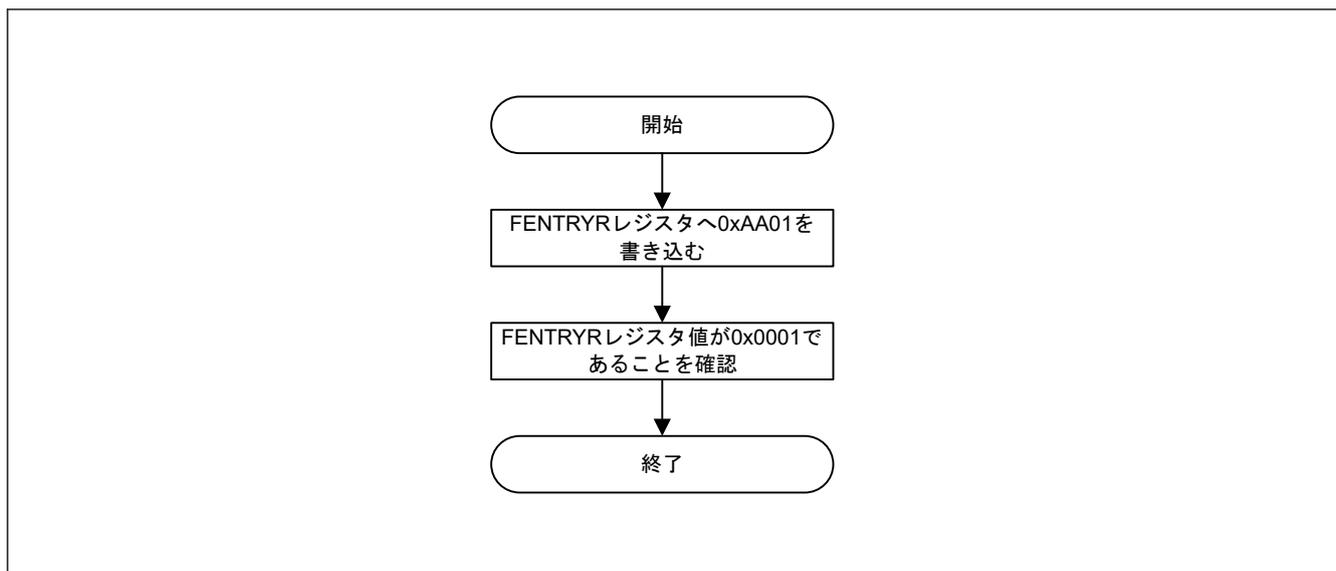 開始
FENTRYRレジスタへ0xAA01を
書き込む
FENTRYRレジスタ値が0x0001で
あることを確認
終了